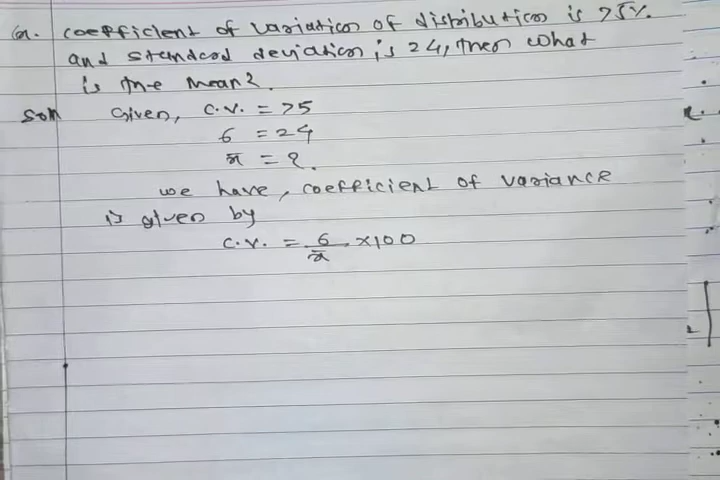 Q. coefficient of variation of distribution is 75%.
and standard deviation is 24, then what
is the mean?
Soln Given, C.V. = 75
σ = 24
x̄ = ?
we have, coefficient of variance
is given by
C.V. = σ/x̄ × 100